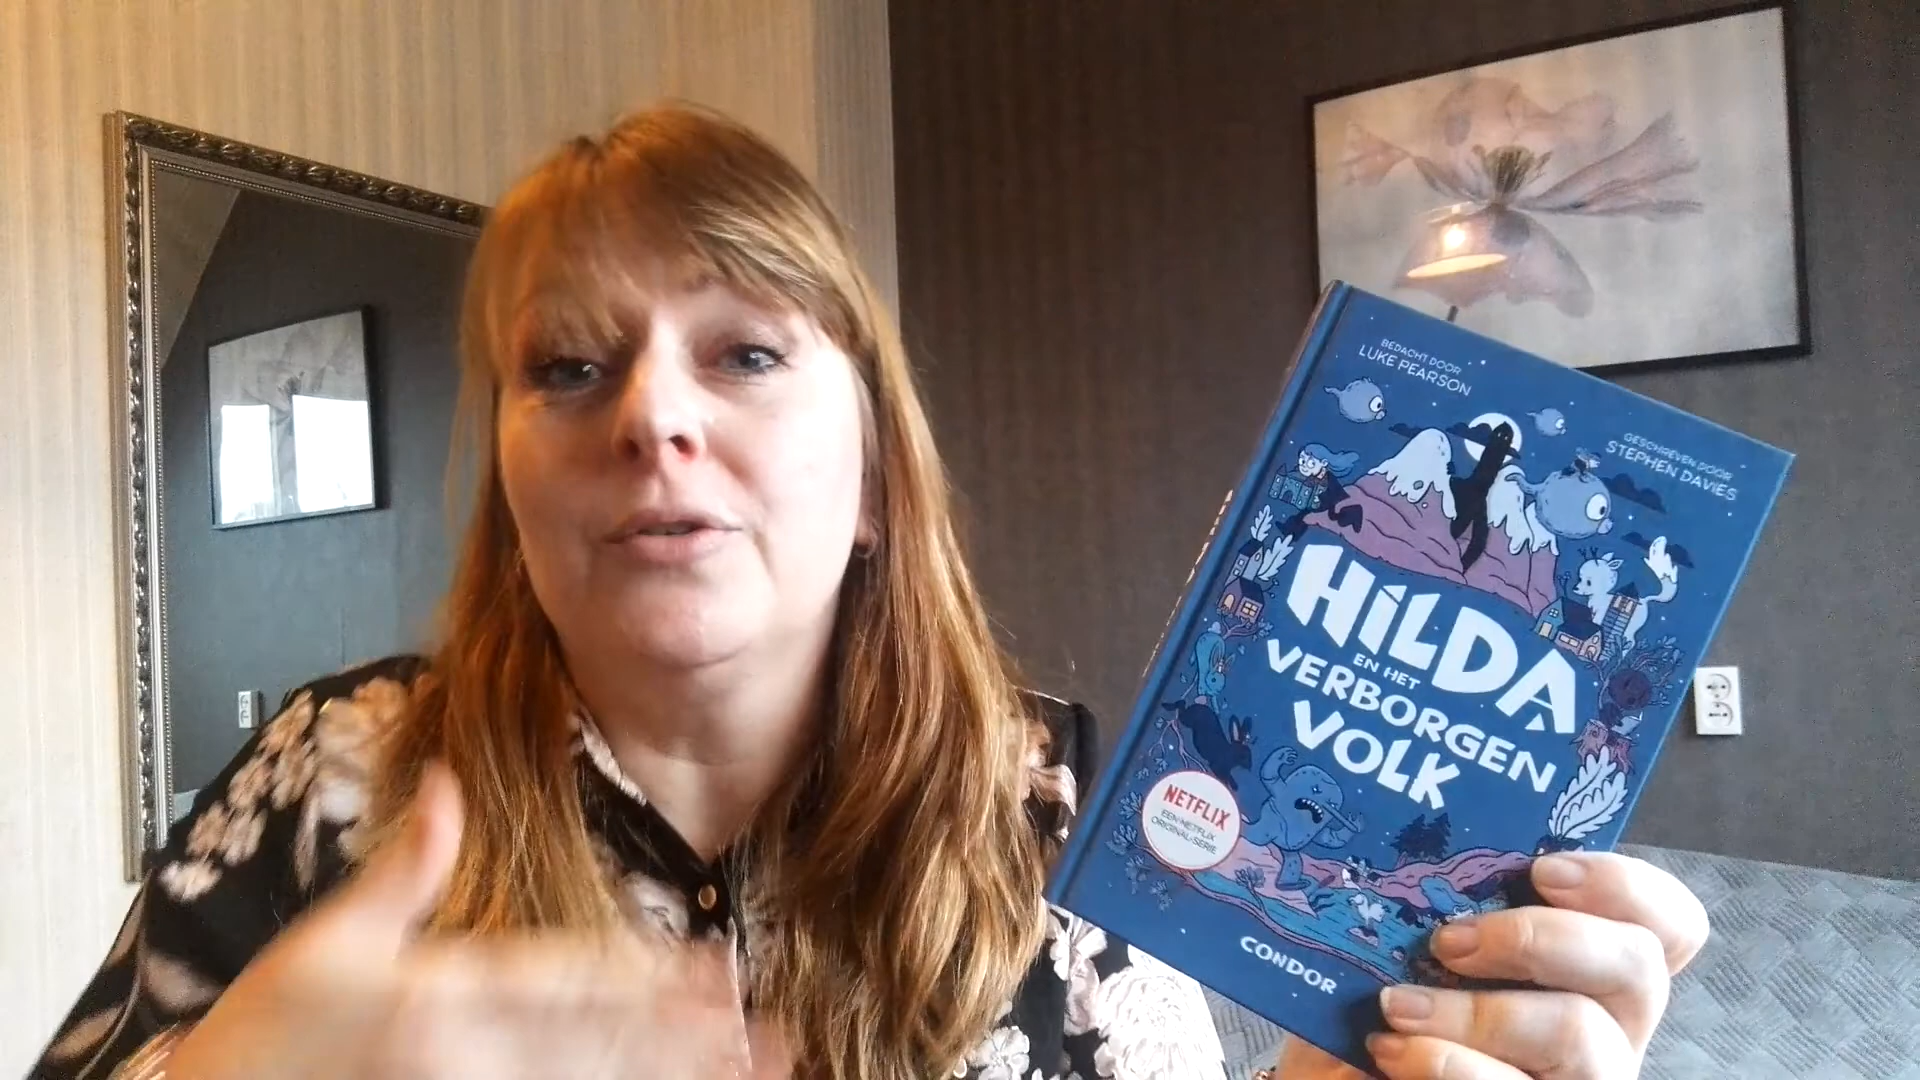 BEDACHT DOOR
LUKE PEARSON
GESCHREVEN DOOR
STEPHEN DAVIES
HILDA
EN HET
VERBORGEN
VOLK
NETFLIX
EEN NETFLIX
ORIGINAL-SERIE
CONDOR